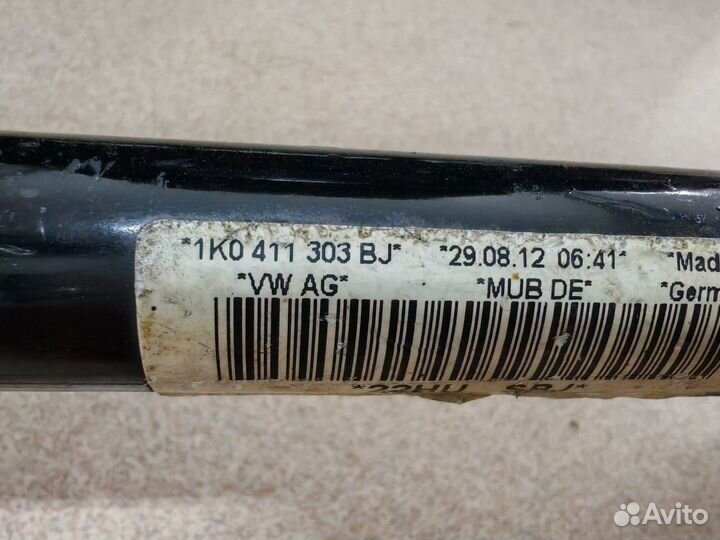 *1K0 411 303 BJ* *29.08.12 06:41* *Mad
*VW AG* *MUB DE* *Germ
Avito